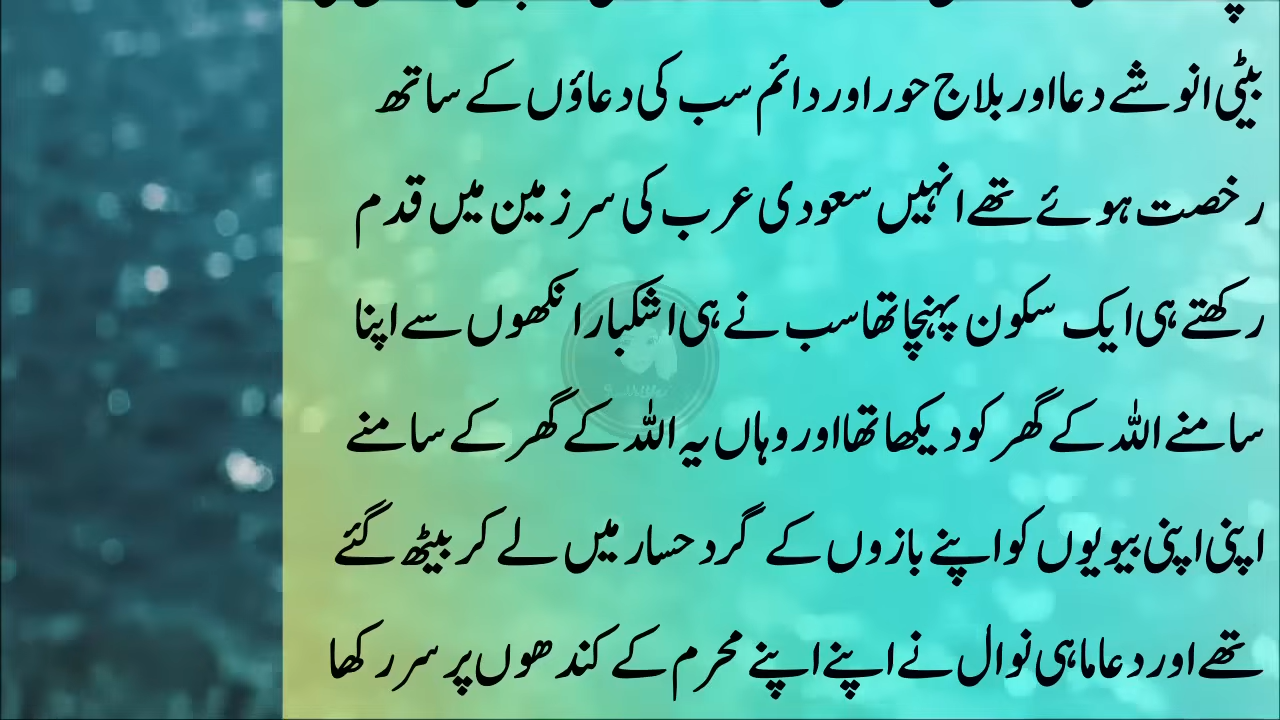 بیٹی انوشے دعا اور بلاج حور اور دائم سب کی دعاؤں کے ساتھ
رخصت ہوئے تھے انہیں سعودی عرب کی سر زمین میں قدم
رکھتے ہی ایک سکون پہنچا تھا سب نے ہی اشکبار انکھوں سے اپنا
سامنے اللہ کے گھر کو دیکھا تھا اور وہاں یہ اللہ کے گھر کے سامنے
اپنی اپنی بیویوں کو اپنے بازوں کے گرد حسار میں لے کر بیٹھ گئے
تھے اور دعا ماہی نوال نے اپنے اپنے محرم کے کندھوں پر سر رکھا